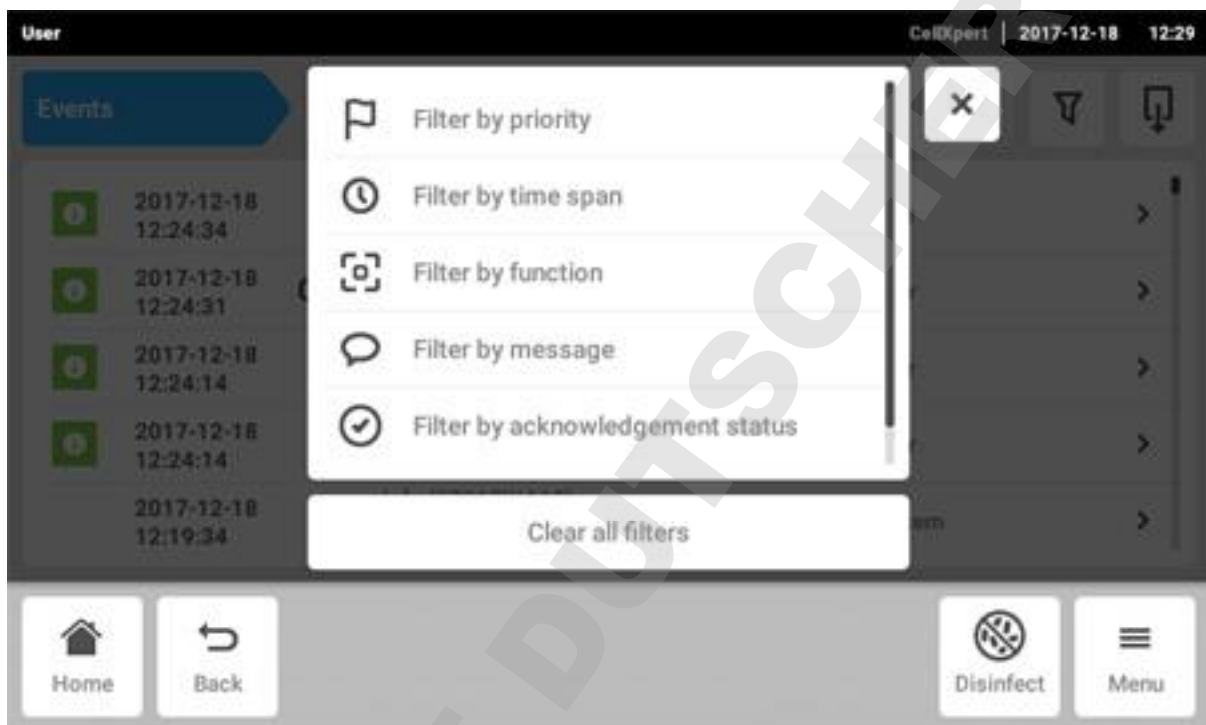 User
CellXpert | 2017-12-18 12:29
Events
Filter by priority
Filter by time span
Filter by function
Filter by message
Filter by acknowledgement status
Clear all filters
2017-12-18
12:24:34
2017-12-18
12:24:31
2017-12-18
12:24:14
2017-12-18
12:24:14
2017-12-18
12:19:34
Home
Back
Disinfect
Menu
DUTSCHER